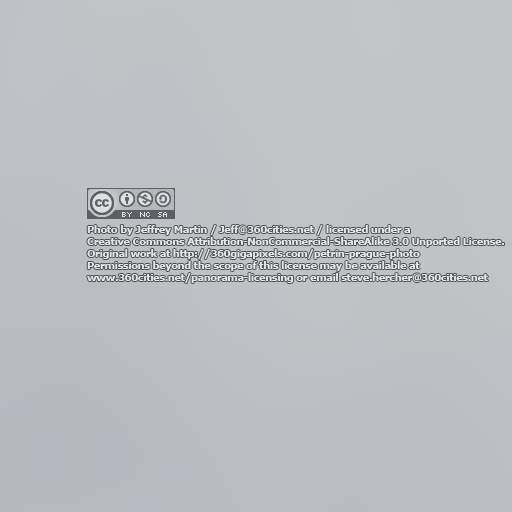 cc
BY NC SA
Photo by Jeffrey Martin / Jeff@360cities.net / licensed under a
Creative Commons Attribution-NonCommercial-ShareAlike 3.0 Unported License.
Original work at http://360gigapixels.com/petrin-prague-photo
Permissions beyond the scope of this license may be available at
www.360cities.net/panorama-licensing or email steve.hercher@360cities.net